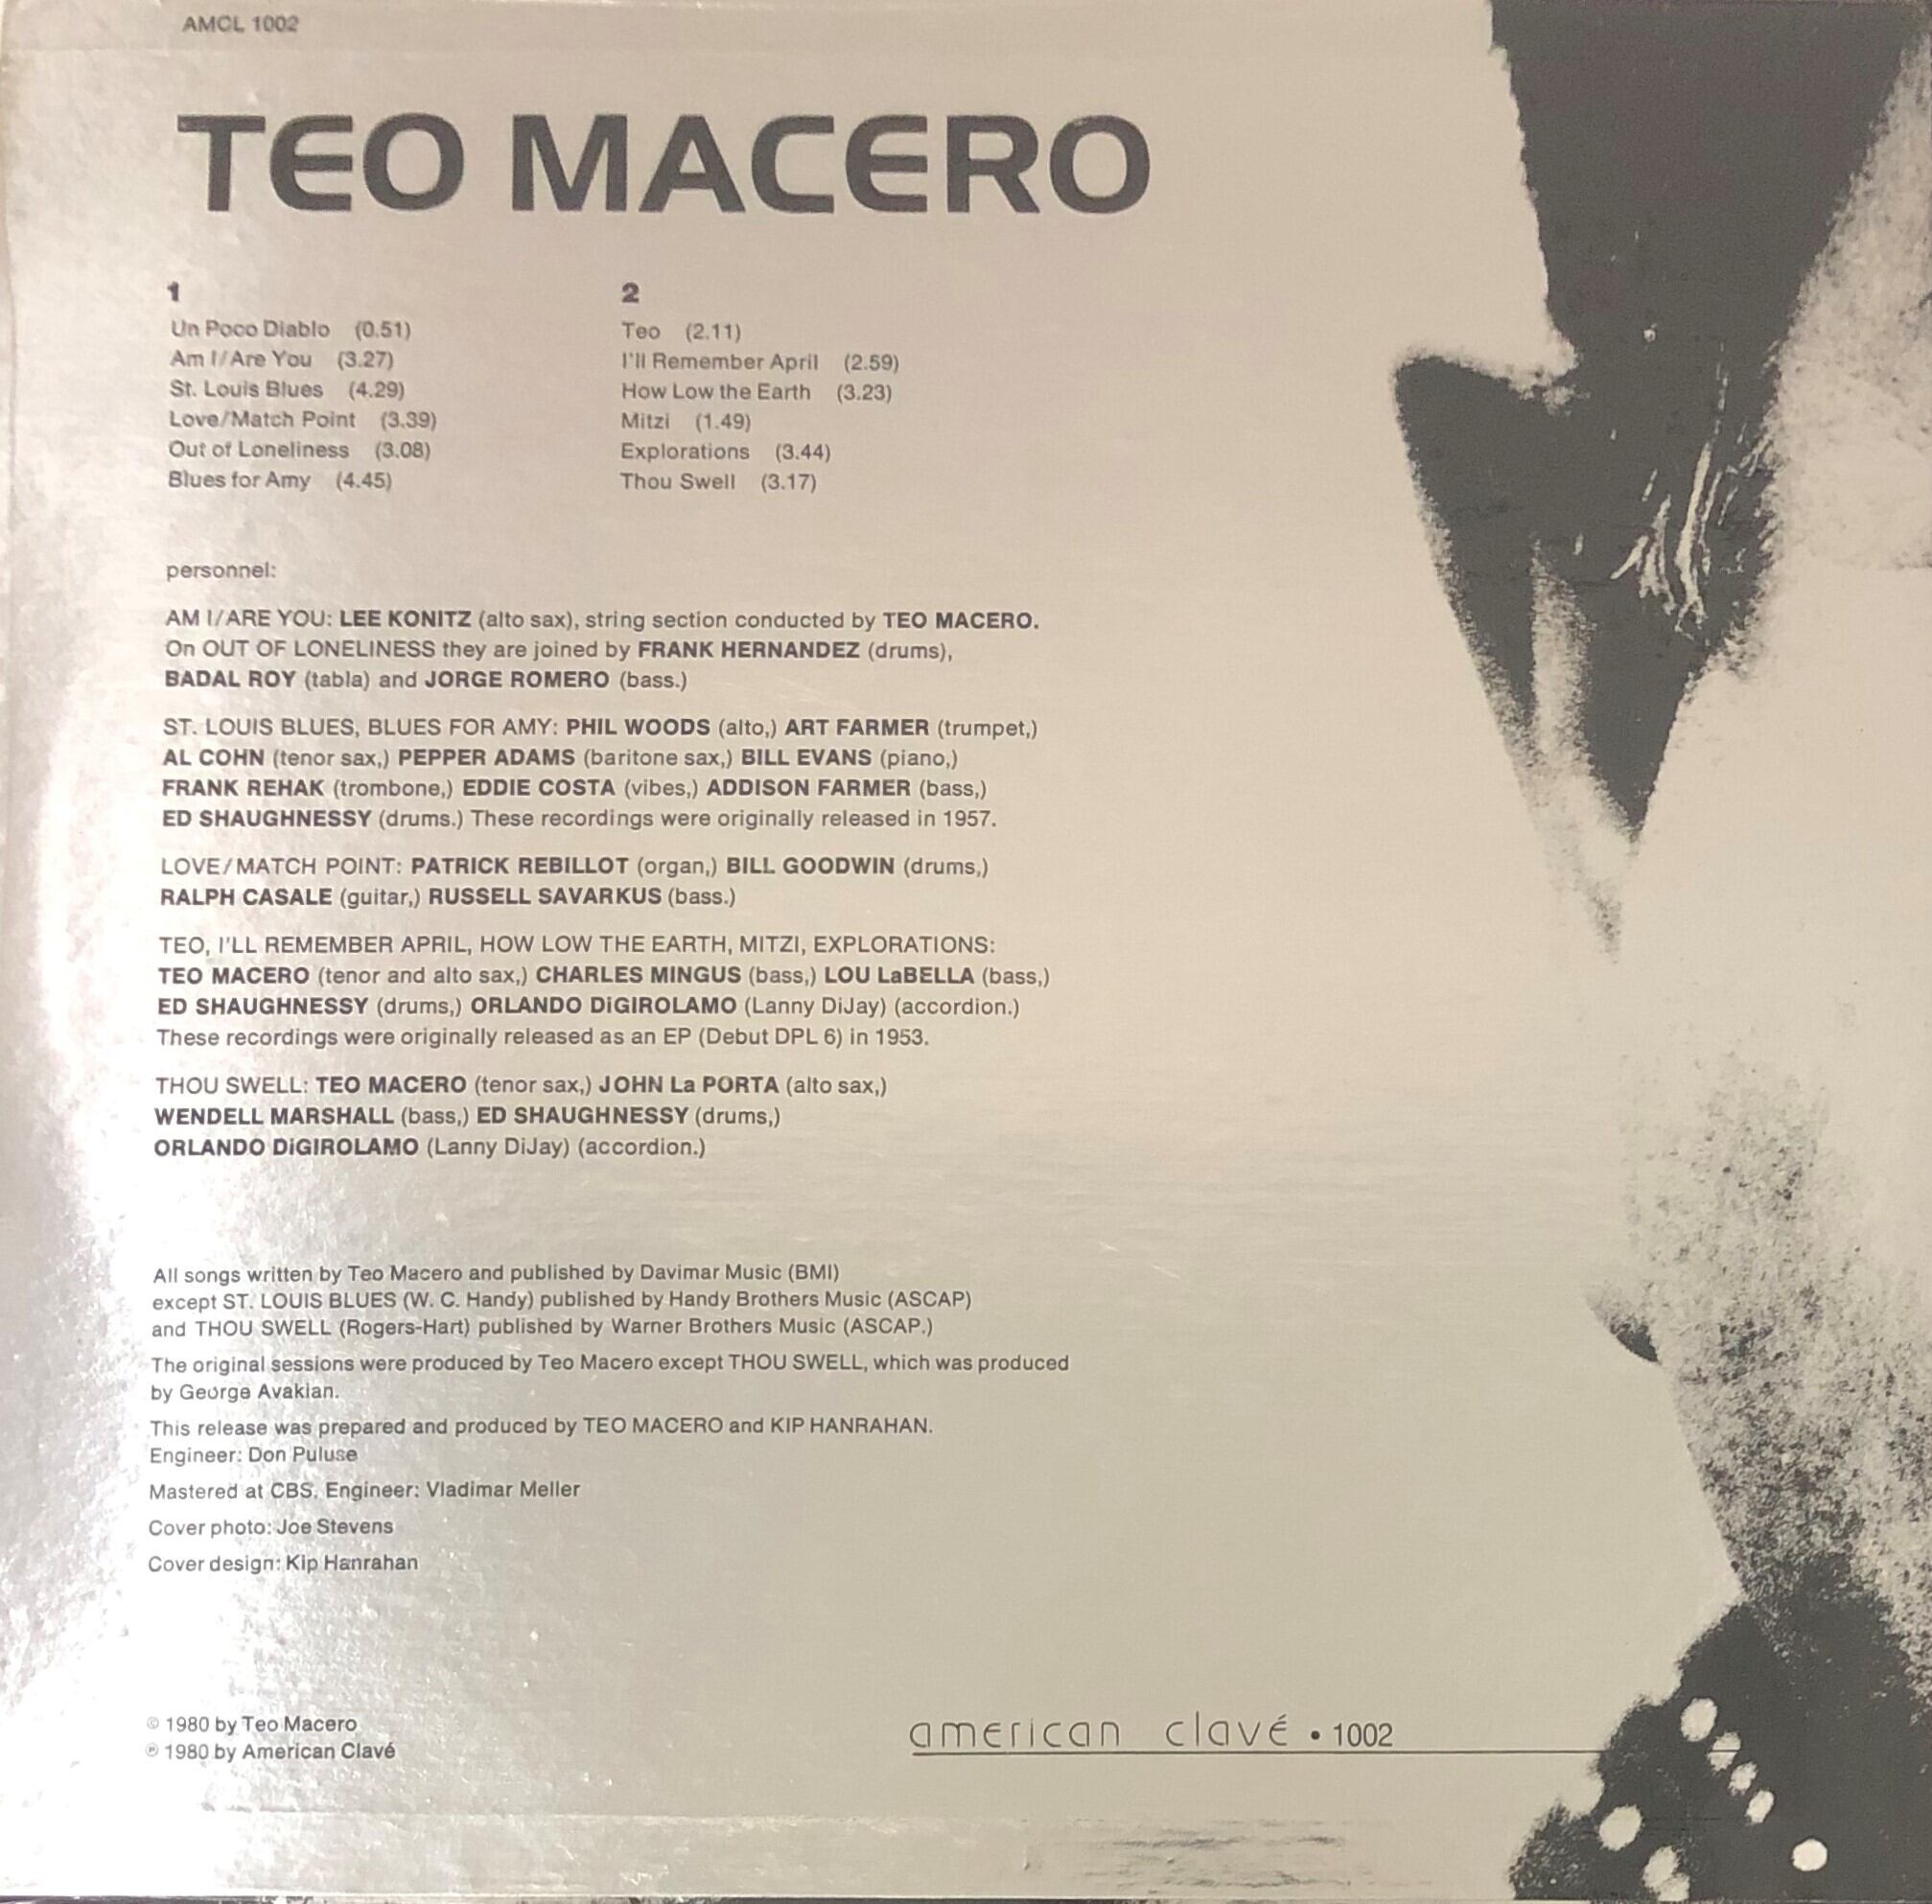 AMCL 1002
TEO MACERO
1
Un Poco Diablo (0.51)
Am I/Are You (3.27)
St. Louis Blues (4.29)
Love/Match Point (3.39)
Out of Loneliness (3.08)
Blues for Amy (4.45)
2
Teo (2.11)
I'll Remember April (2.59)
How Low the Earth (3.23)
Mitzi (1.49)
Explorations (3.44)
Thou Swell (3.17)
personnel:
AM I/ARE YOU: LEE KONITZ (alto sax), string section conducted by TEO MACERO.
On OUT OF LONELINESS they are joined by FRANK HERNANDEZ (drums),
BADAL ROY (tabla) and JORGE ROMERO (bass.)
ST. LOUIS BLUES, BLUES FOR AMY: PHIL WOODS (alto,) ART FARMER (trumpet,)
AL COHN (tenor sax,) PEPPER ADAMS (baritone sax,) BILL EVANS (piano,)
FRANK REHAK (trombone,) EDDIE COSTA (vibes,) ADDISON FARMER (bass,)
ED SHAUGHNESSY (drums.) These recordings were originally released in 1957.
LOVE/MATCH POINT: PATRICK REBILLOT (organ,) BILL GOODWIN (drums,)
RALPH CASALE (guitar,) RUSSELL SAVARKUS (bass.)
TEO, I'LL REMEMBER APRIL, HOW LOW THE EARTH, MITZI, EXPLORATIONS:
TEO MACERO (tenor and alto sax,) CHARLES MINGUS (bass,) LOU LaBELLA (bass,)
ED SHAUGHNESSY (drums,) ORLANDO DiGIROLAMO (Lanny DiJay) (accordion.)
These recordings were originally released as an EP (Debut DPL 6) in 1953.
THOU SWELL: TEO MACERO (tenor sax,) JOHN La PORTA (alto sax,)
WENDELL MARSHALL (bass,) ED SHAUGHNESSY (drums,)
ORLANDO DiGIROLAMO (Lanny DiJay) (accordion.)
All songs written by Teo Macero and published by Davimar Music (BMI)
except ST. LOUIS BLUES (W. C. Handy) published by Handy Brothers Music (ASCAP)
and THOU SWELL (Rogers-Hart) published by Warner Brothers Music (ASCAP.)
The original sessions were produced by Teo Macero except THOU SWELL, which was produced
by George Avakian.
This release was prepared and produced by TEO MACERO and KIP HANRAHAN.
Engineer: Don Puluse
Mastered at CBS. Engineer: Vladimar Meller
Cover photo: Joe Stevens
Cover design: Kip Hanrahan
© 1980 by Teo Macero
℗ 1980 by American Clavé
american clavé • 1002